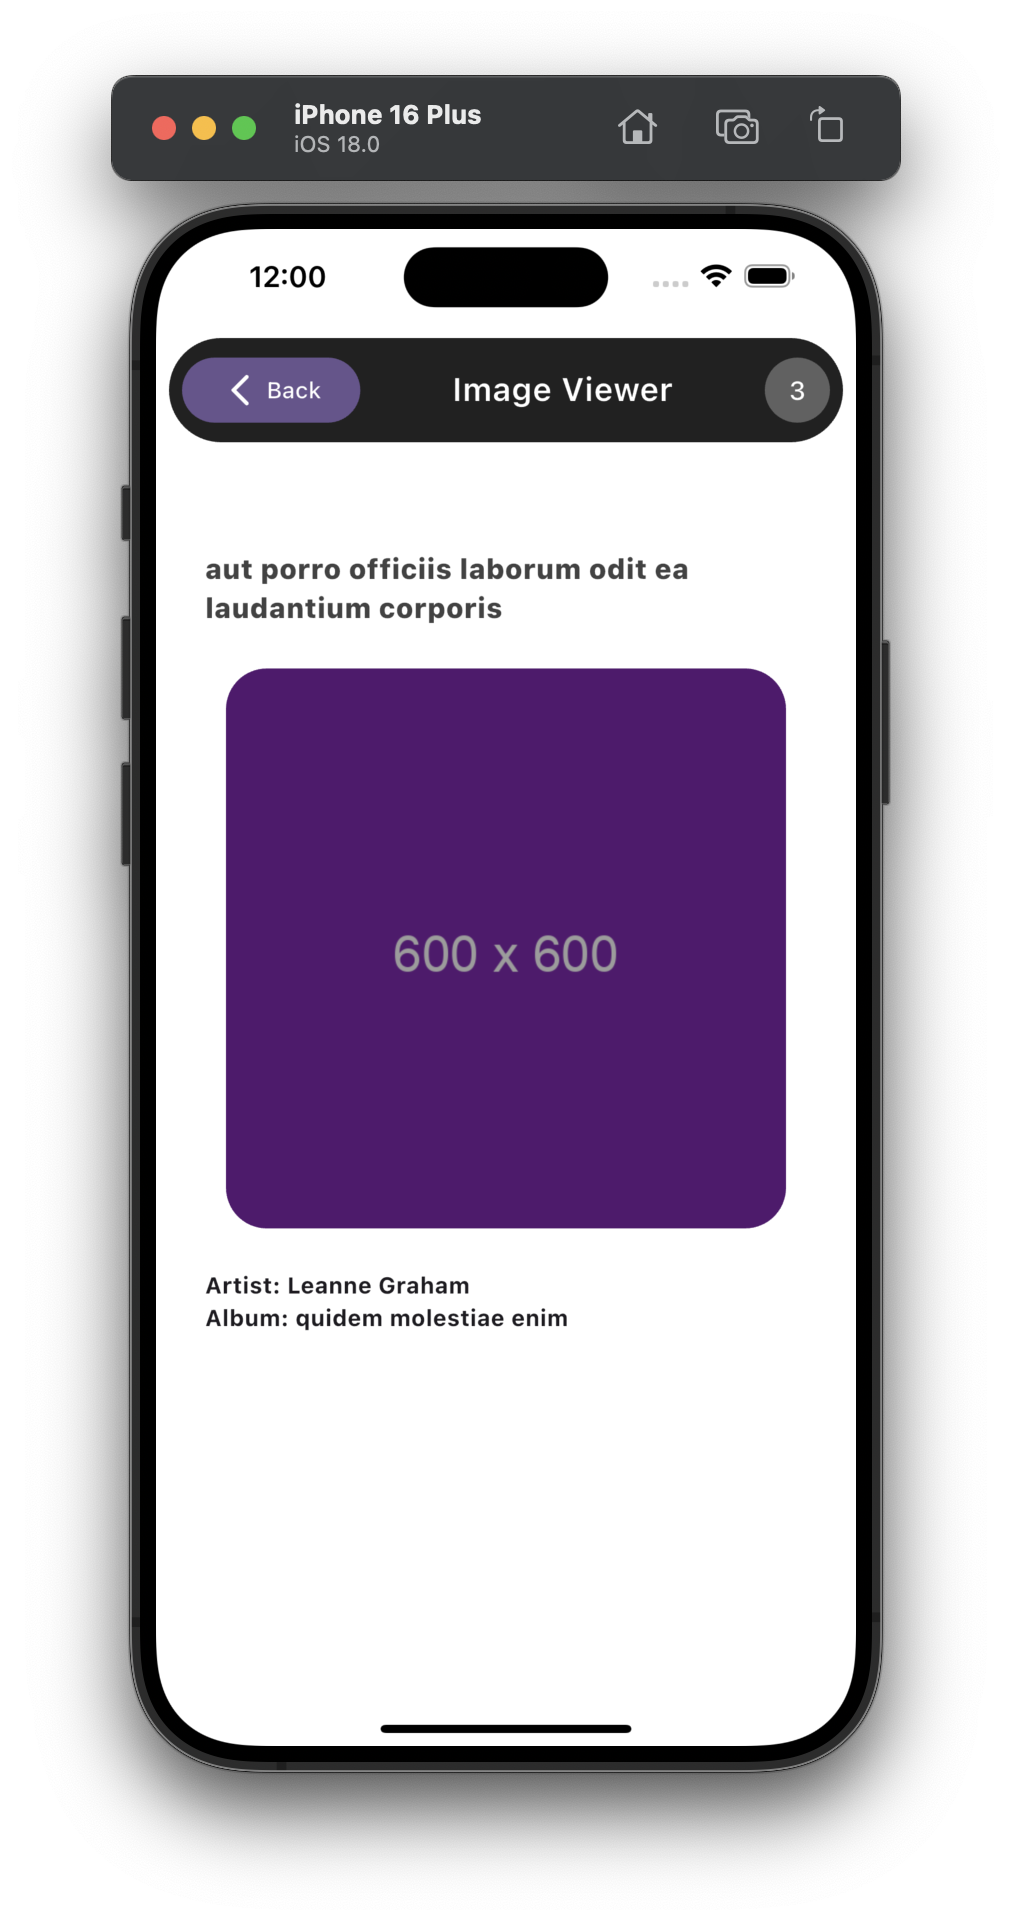 iPhone 16 Plus
iOS 18.0
12:00
Back
Image Viewer
3
aut porro officiis laborum odit ea
laudantium corporis
600 x 600
Artist: Leanne Graham
Album: quidem molestiae enim